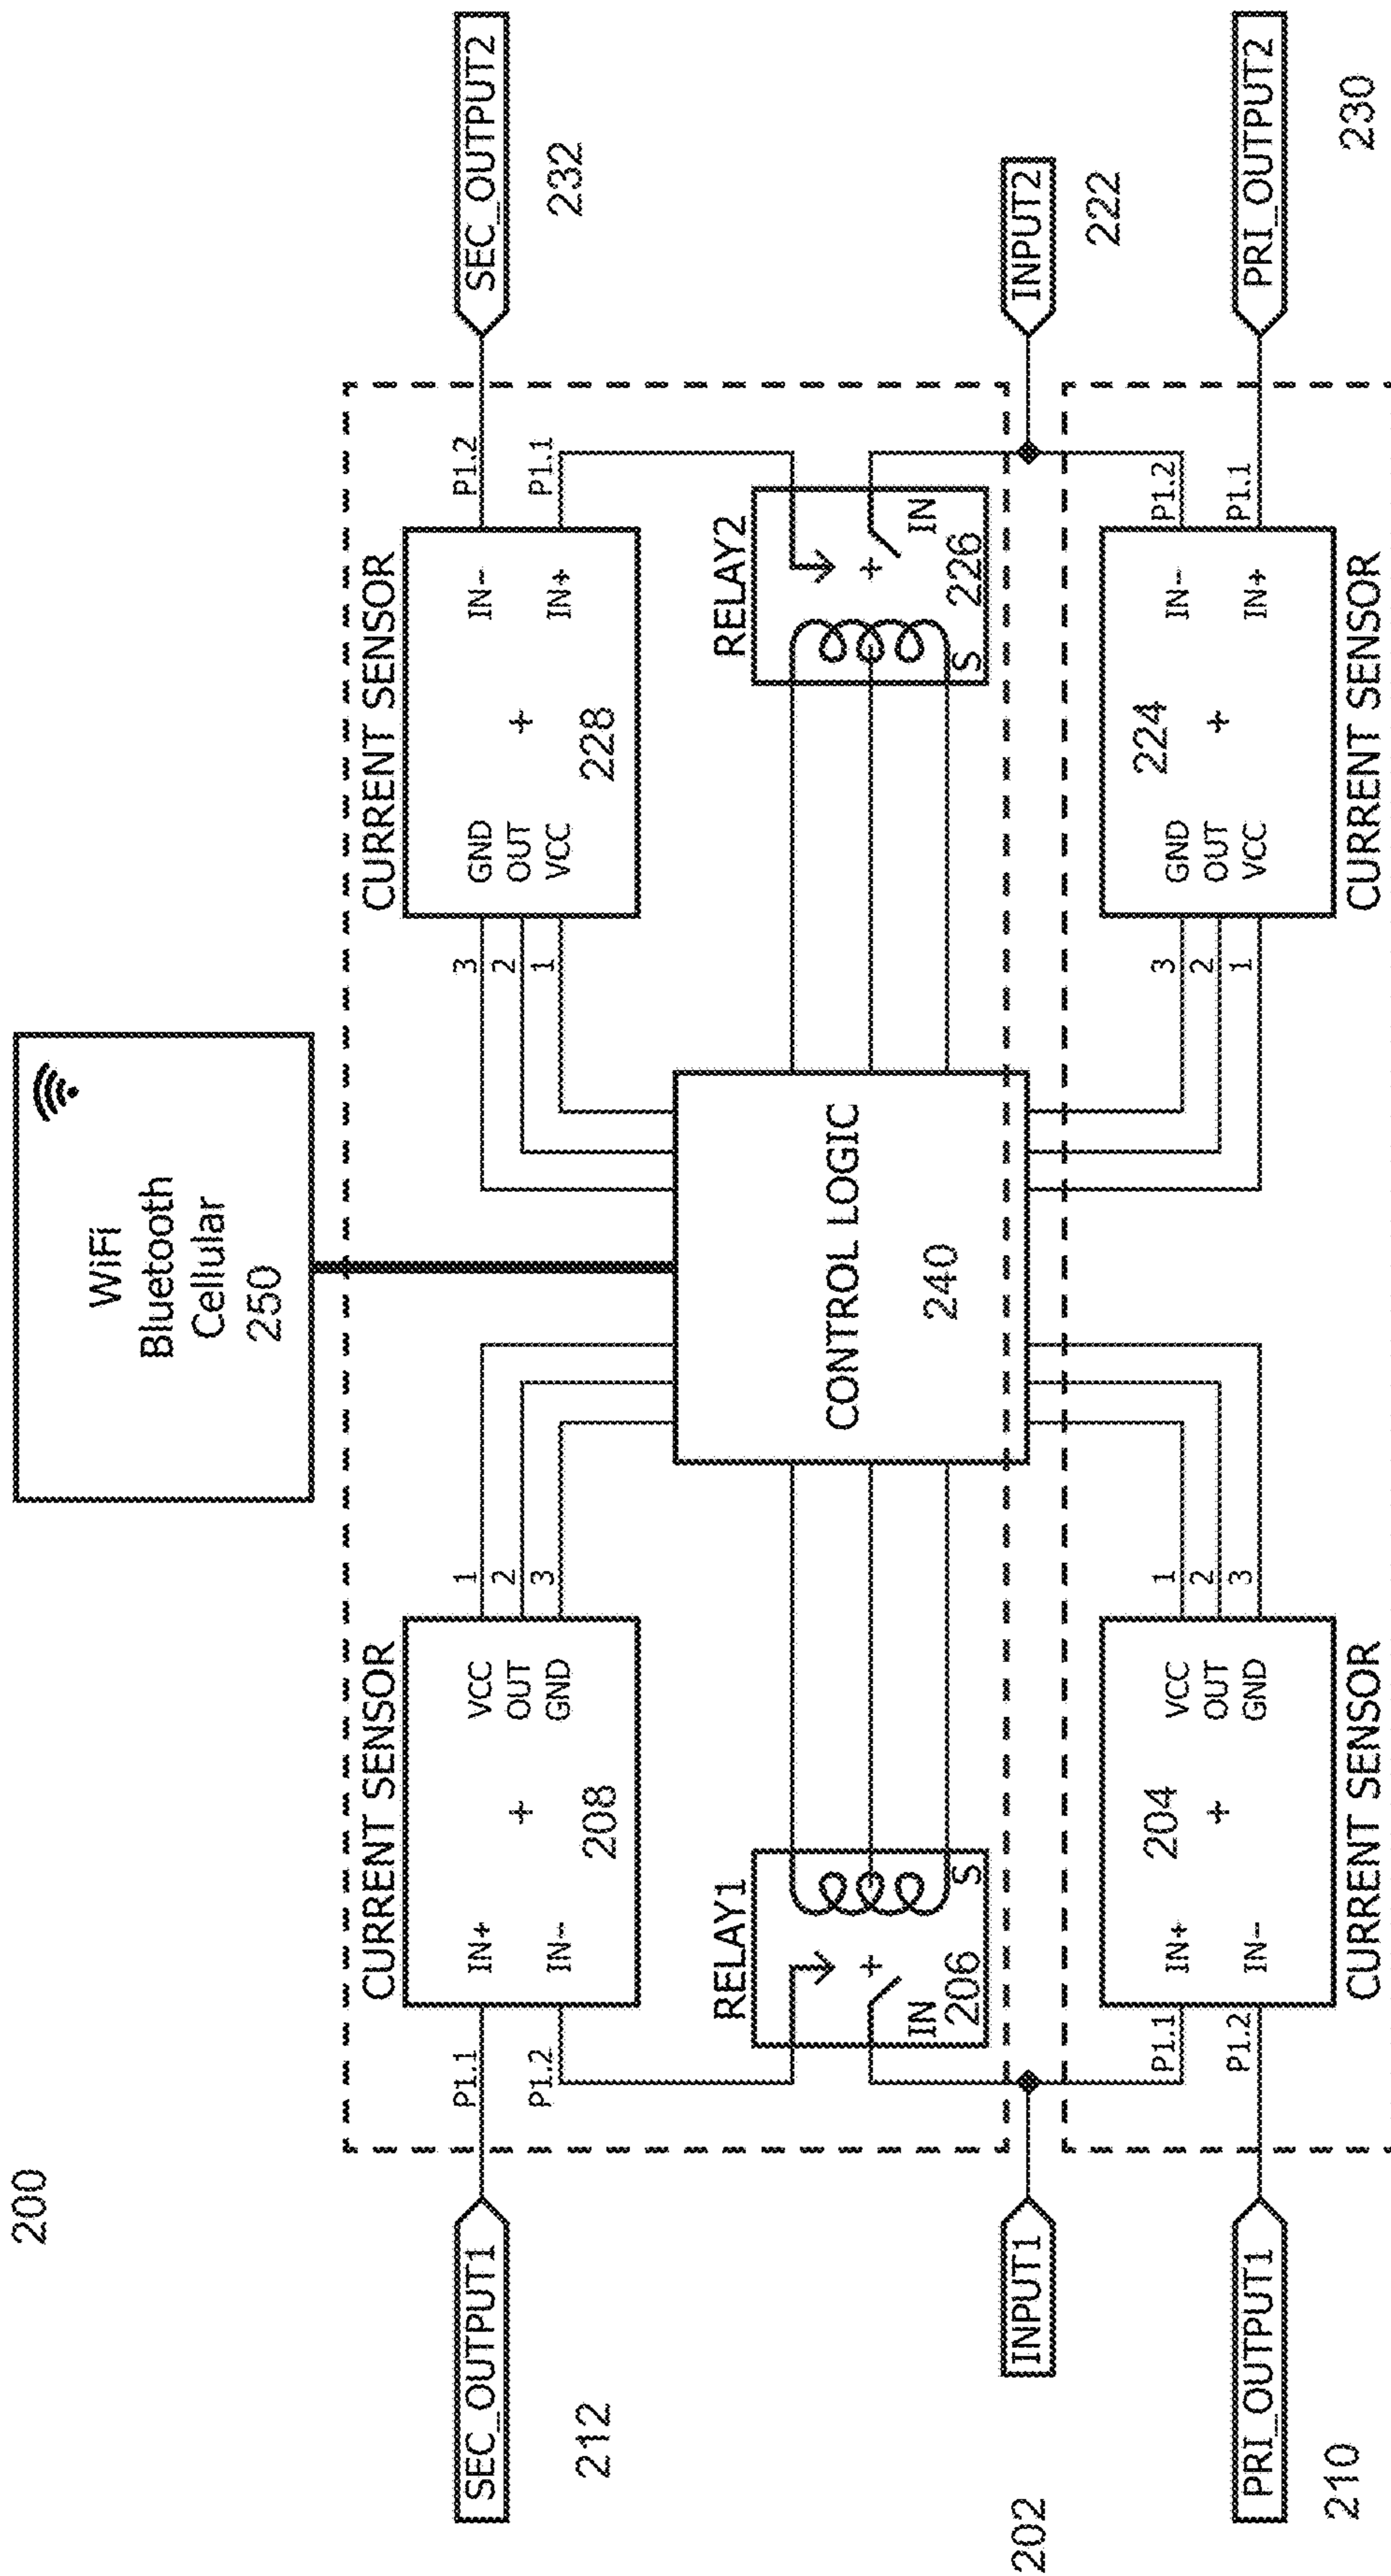 200
WiFi
Bluetooth
Cellular
250
SEC_OUTPUT1
212
P1.1
P1.2
CURRENT SENSOR
IN+
IN-
208
VCC
OUT
GND
1
2
3
CURRENT SENSOR
GND
OUT
VCC
3
2
1
228
IN-
IN+
P1.2
P1.1
SEC_OUTPUT2
232
RELAY1
IN
206
S
CONTROL LOGIC
240
RELAY2
S
226
IN
INPUT1
202
INPUT2
222
PRI_OUTPUT1
210
P1.1
P1.2
IN+
IN-
204
VCC
OUT
GND
1
2
3
CURRENT SENSOR
3
2
1
GND
OUT
VCC
224
IN-
IN+
P1.2
P1.1
CURRENT SENSOR
PRI_OUTPUT2
230